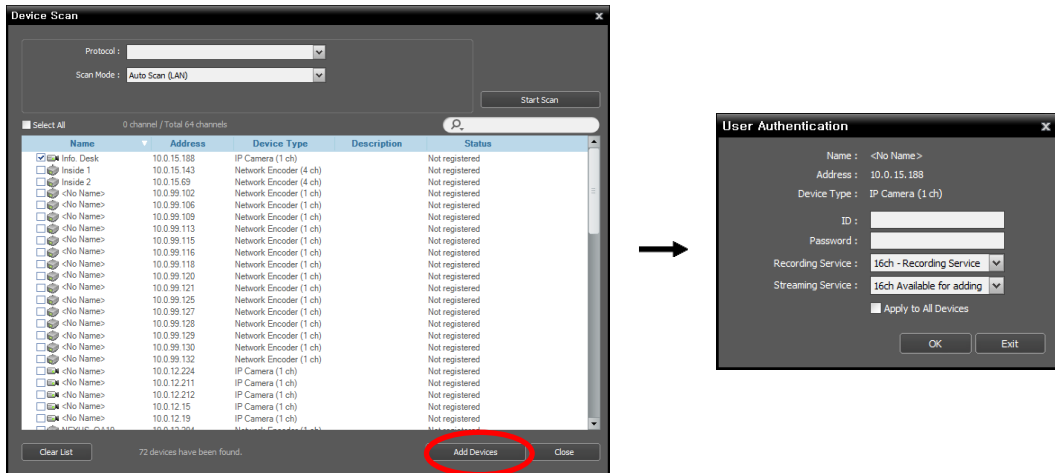 Device Scan x
Protocol :
Scan Mode : Auto Scan (LAN)
Start Scan
Select All 0 channel / Total 64 channels
Name Address Device Type Description Status
Info. Desk 10.0.15.188 IP Camera (1 ch) Not registered
Inside 1 10.0.15.143 Network Encoder (4 ch) Not registered
Inside 2 10.0.15.69 Network Encoder (4 ch) Not registered
<No Name> 10.0.99.102 Network Encoder (1 ch) Not registered
<No Name> 10.0.99.106 Network Encoder (1 ch) Not registered
<No Name> 10.0.99.109 Network Encoder (1 ch) Not registered
<No Name> 10.0.99.113 Network Encoder (1 ch) Not registered
<No Name> 10.0.99.115 Network Encoder (1 ch) Not registered
<No Name> 10.0.99.116 Network Encoder (1 ch) Not registered
<No Name> 10.0.99.118 Network Encoder (1 ch) Not registered
<No Name> 10.0.99.120 Network Encoder (1 ch) Not registered
<No Name> 10.0.99.121 Network Encoder (1 ch) Not registered
<No Name> 10.0.99.125 Network Encoder (1 ch) Not registered
<No Name> 10.0.99.127 Network Encoder (1 ch) Not registered
<No Name> 10.0.99.128 Network Encoder (1 ch) Not registered
<No Name> 10.0.99.129 Network Encoder (1 ch) Not registered
<No Name> 10.0.99.130 Network Encoder (1 ch) Not registered
<No Name> 10.0.99.132 Network Encoder (1 ch) Not registered
<No Name> 10.0.12.224 IP Camera (1 ch) Not registered
<No Name> 10.0.12.211 IP Camera (1 ch) Not registered
<No Name> 10.0.12.212 IP Camera (1 ch) Not registered
<No Name> 10.0.12.15 IP Camera (1 ch) Not registered
<No Name> 10.0.12.19 IP Camera (1 ch) Not registered
Clear List 72 devices have been found. Add Devices Close
User Authentication x
Name : <No Name>
Address : 10.0.15.188
Device Type : IP Camera (1 ch)
ID :
Password :
Recording Service : 16ch - Recording Service
Streaming Service : 16ch Available for adding
Apply to All Devices
OK Exit